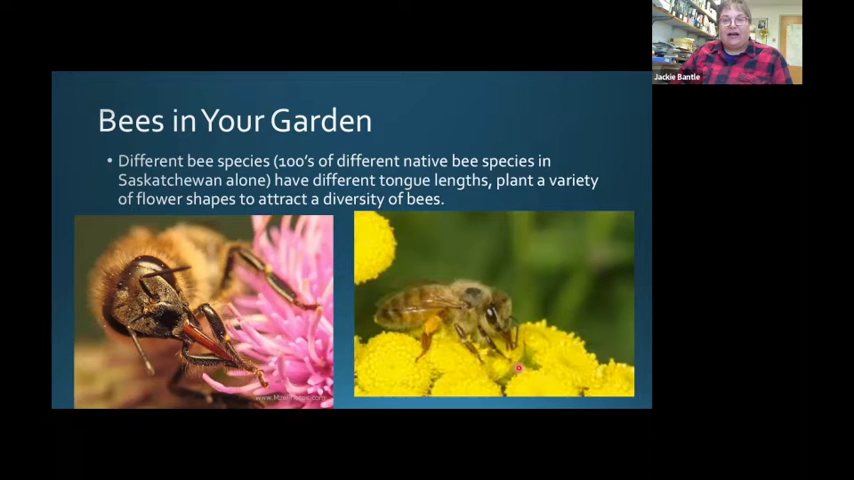 Jackie Bantle
Bees in Your Garden
• Different bee species (100's of different native bee species in
Saskatchewan alone) have different tongue lengths, plant a variety
of flower shapes to attract a diversity of bees.